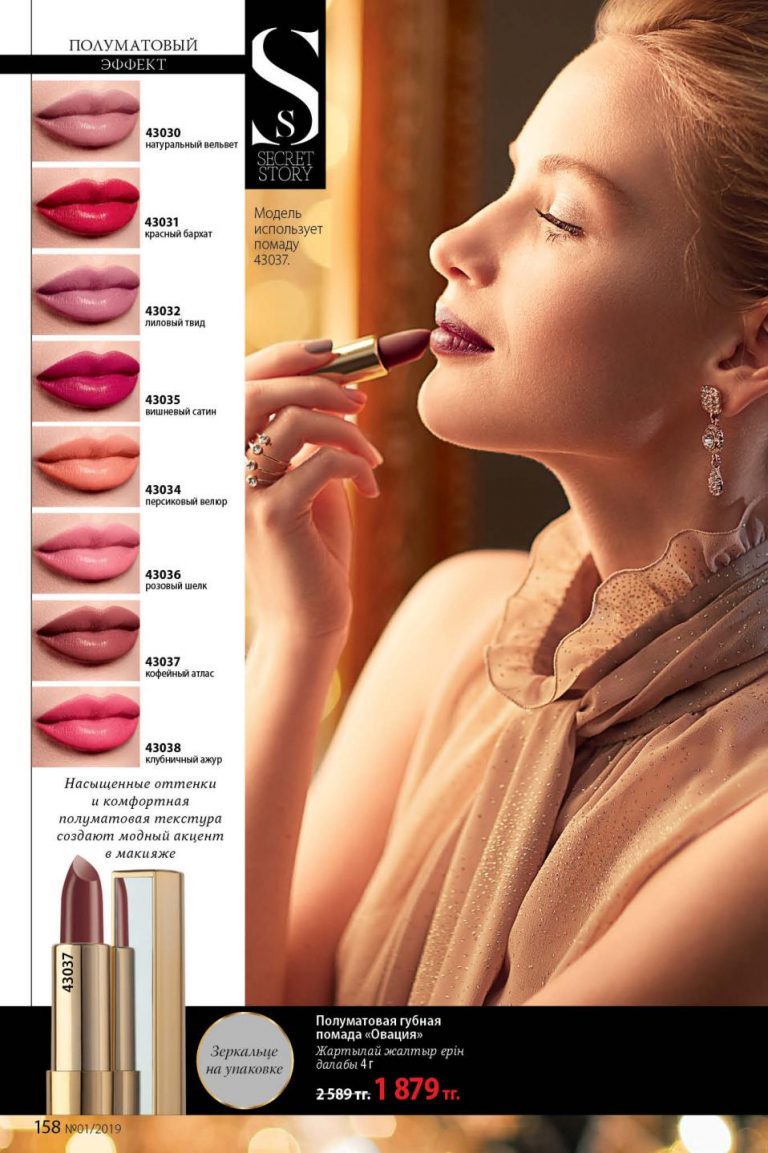 ПОЛУМАТОВЫЙ
ЭФФЕКТ
S
S
SECRET
STORY
Модель
использует
помаду
43037.
43030
натуральный вельвет
43031
красный бархат
43032
лиловый твид
43035
вишневый сатин
43034
персиковый велюр
43036
розовый шелк
43037
кофейный атлас
43038
клубничный ажур
Насыщенные оттенки
и комфортная
полуматовая текстура
создают модный акцент
в макияже
43037
Зеркальце
на упаковке
Полуматовая губная
помада «Овация»
Жартылай жалтыр ерін
далабы 4 г
2 589 тг. 1 879 тг.
158 №01/2019